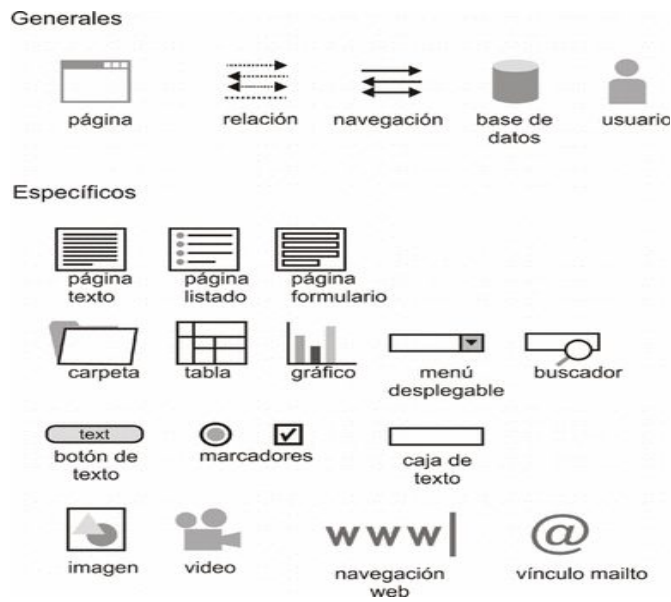 Generales
página
relación
navegación
base de
datos
usuario
Específicos
página
texto
página
listado
página
formulario
carpeta
tabla
gráfico
menú
desplegable
buscador
text
botón de
texto
marcadores
caja de
texto
imagen
video
www
navegación
web
@
vínculo mailto